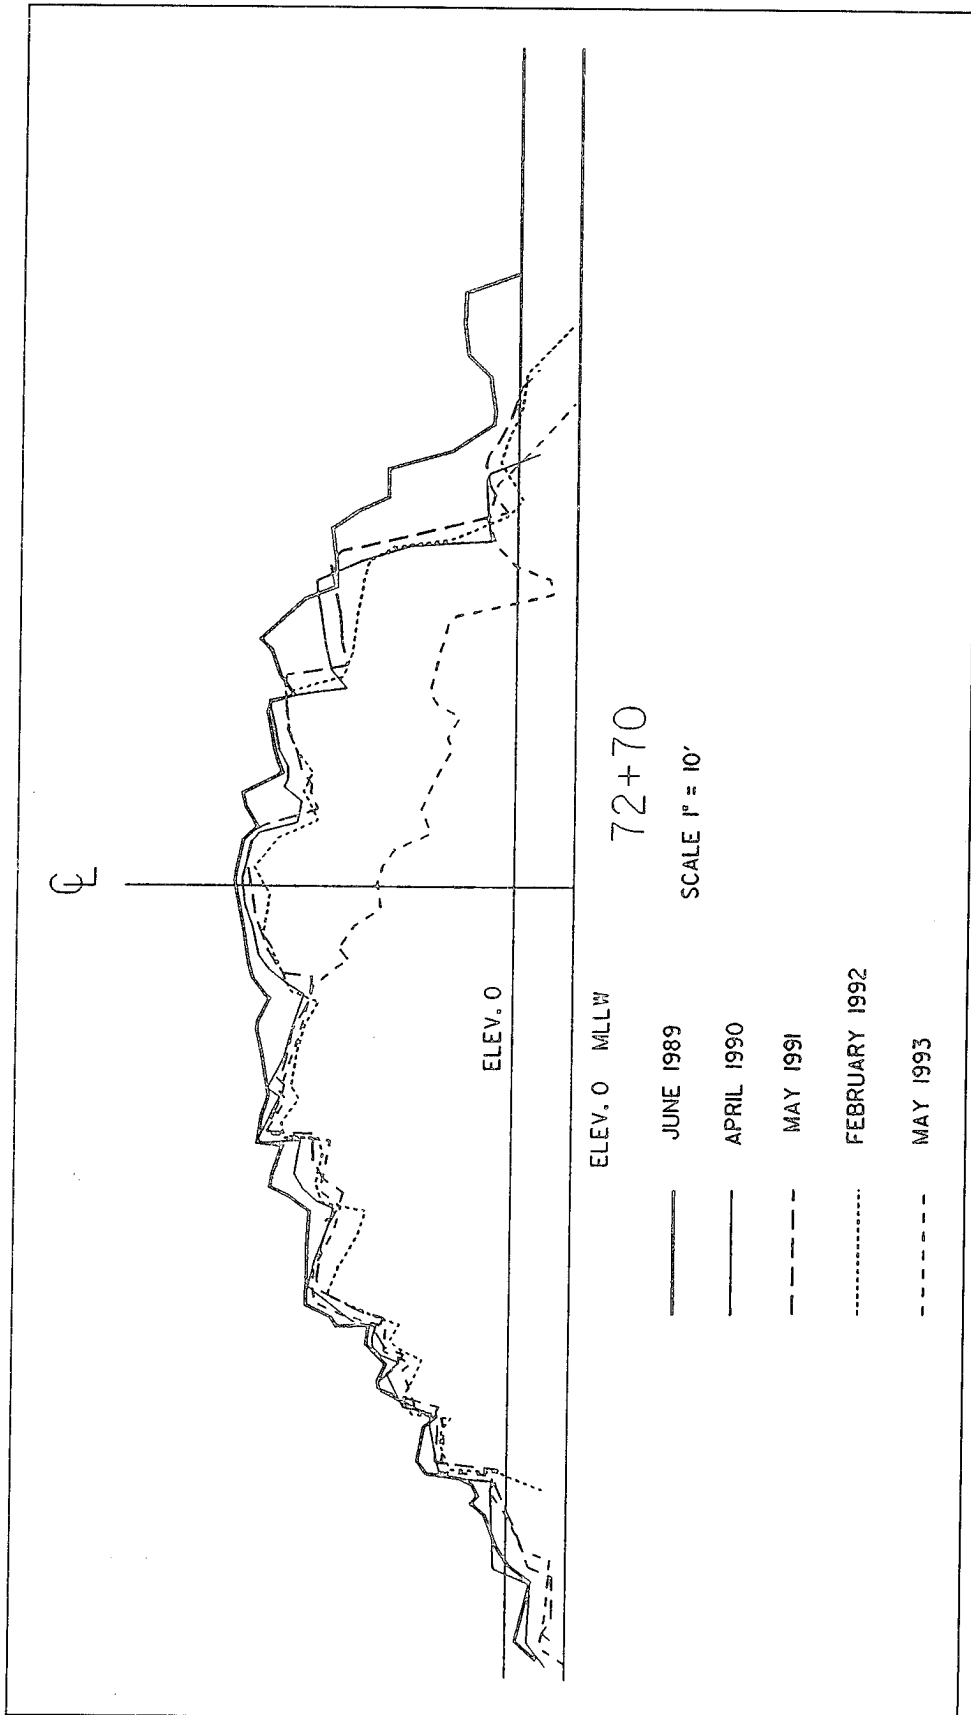 ℄
ELEV. 0
ELEV. 0 MLLW
72+70
SCALE 1" = 10'
JUNE 1989
APRIL 1990
MAY 1991
FEBRUARY 1992
MAY 1993